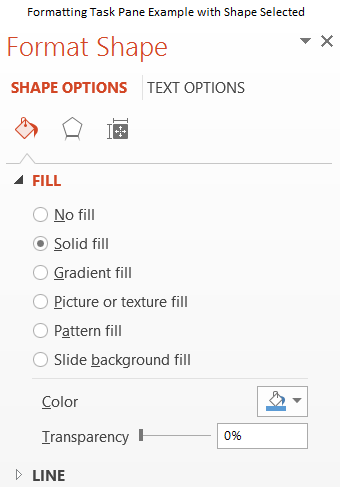 Formatting Task Pane Example with Shape Selected
Format Shape
SHAPE OPTIONS TEXT OPTIONS
FILL
No fill
Solid fill
Gradient fill
Picture or texture fill
Pattern fill
Slide background fill
Color
Transparency 0%
LINE